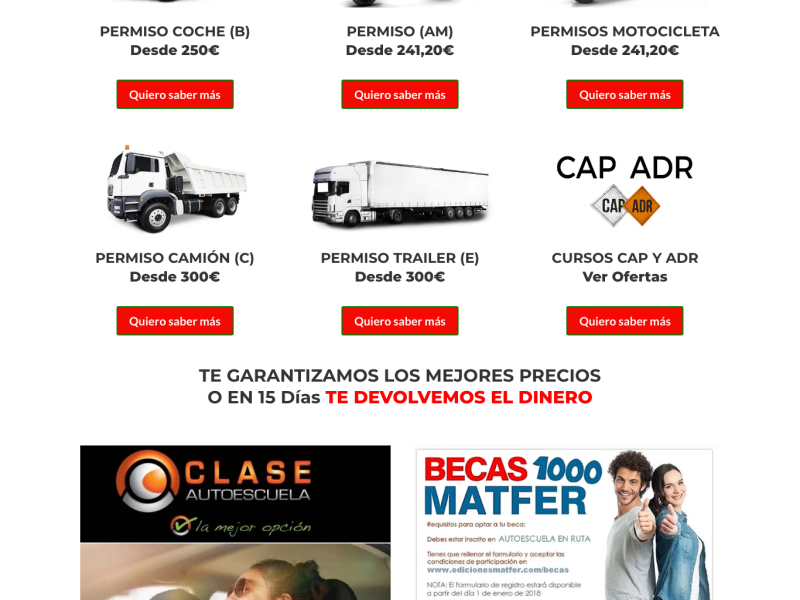 PERMISO COCHE (B)
Desde 250€
Quiero saber más
PERMISO (AM)
Desde 241,20€
Quiero saber más
PERMISOS MOTOCICLETA
Desde 241,20€
Quiero saber más
PERMISO CAMIÓN (C)
Desde 300€
Quiero saber más
PERMISO TRAILER (E)
Desde 300€
Quiero saber más
CAP ADR
CAP ADR
CURSOS CAP Y ADR
Ver Ofertas
Quiero saber más
TE GARANTIZAMOS LOS MEJORES PRECIOS
O EN 15 Días TE DEVOLVEMOS EL DINERO
CLASE
AUTOESCUELA
la mejor opción
BECAS 1000
MATFER
Requisitos para optar a tu beca:
Debes estar inscrito en AUTOESCUELA EN RUTA
Tienes que rellenar el formulario y aceptar las
condiciones de participación en
www.edicionesmatfer.com/becas
NOTA: El formulario de registro estará disponible
a partir del día 1 de enero de 2018